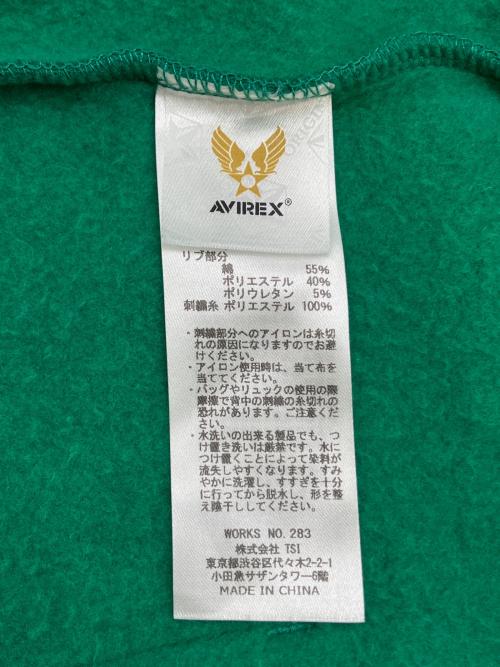 AVIREX®
リブ部分
綿 55%
ポリエステル 40%
ポリウレタン 5%
刺繍糸 ポリエステル 100%
・刺繍部分へのアイロンは糸切
れの原因になりますのでお避
けください。
・アイロン使用時は、当て布を
当ててください。
・バッグやリュックの使用の際
摩擦で背中の刺繍の糸切れの
恐れがあります。ご注意くだ
さい。
・水洗いの出来る製品でも、つ
け置き洗いは厳禁です。水に
つけ置くことによって染料が
流失しやすくなります。すみ
やかに洗濯し、すすぎを十分
に行ってから脱水し、形を整
え陰干ししてください。
WORKS NO.283
株式会社 TSI
東京都渋谷区代々木2-2-1
小田急サザンタワー6階
MADE IN CHINA